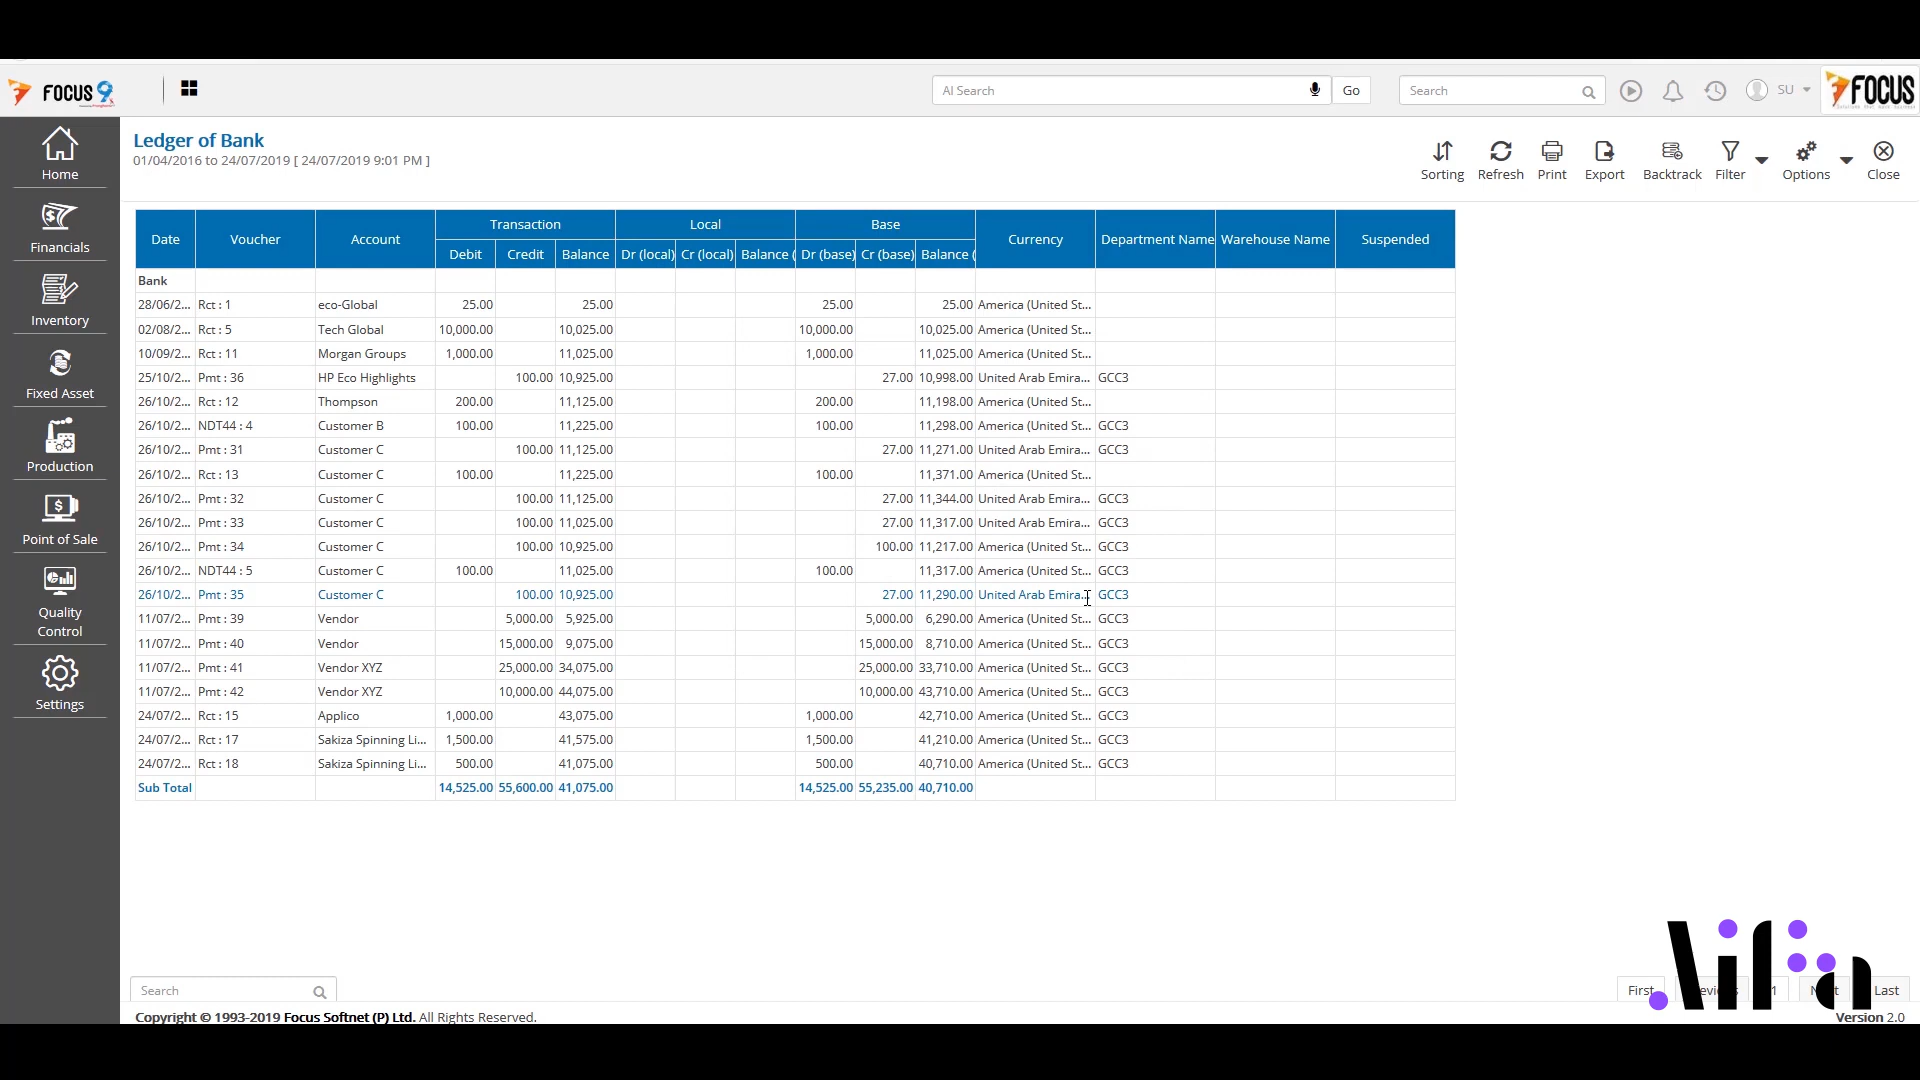 FOCUS 9 AI Search Go Search SU FOCUS
Ledger of Bank
01/04/2016 to 24/07/2019 [ 24/07/2019 9:01 PM ]
Sorting Refresh Print Export Backtrack Filter Options Close
Home
Financials
Inventory
Fixed Asset
Production
Point of Sale
Quality
Control
Settings
Date Voucher Account Transaction Local Base Currency Department Name Warehouse Name Suspended
Debit Credit Balance Dr (local) Cr (local) Balance ( Dr (base) Cr (base) Balance (
Bank
28/06/2... Rct : 1 eco-Global 25.00 25.00 25.00 25.00 America (United St...
02/08/2... Rct : 5 Tech Global 10,000.00 10,025.00 10,000.00 10,025.00 America (United St...
10/09/2... Rct : 11 Morgan Groups 1,000.00 11,025.00 1,000.00 11,025.00 America (United St...
25/10/2... Pmt : 36 HP Eco Highlights 100.00 10,925.00 27.00 10,998.00 United Arab Emira... GCC3
26/10/2... Rct : 12 Thompson 200.00 11,125.00 200.00 11,198.00 America (United St...
26/10/2... NDT44 : 4 Customer B 100.00 11,225.00 100.00 11,298.00 America (United St... GCC3
26/10/2... Pmt : 31 Customer C 100.00 11,125.00 27.00 11,271.00 United Arab Emira... GCC3
26/10/2... Rct : 13 Customer C 100.00 11,225.00 100.00 11,371.00 America (United St...
26/10/2... Pmt : 32 Customer C 100.00 11,125.00 27.00 11,344.00 United Arab Emira... GCC3
26/10/2... Pmt : 33 Customer C 100.00 11,025.00 27.00 11,317.00 United Arab Emira... GCC3
26/10/2... Pmt : 34 Customer C 100.00 10,925.00 100.00 11,217.00 America (United St... GCC3
26/10/2... NDT44 : 5 Customer C 100.00 11,025.00 100.00 11,317.00 America (United St... GCC3
26/10/2... Pmt : 35 Customer C 100.00 10,925.00 27.00 11,290.00 United Arab Emira... GCC3
11/07/2... Pmt : 39 Vendor 5,000.00 5,925.00 5,000.00 6,290.00 America (United St... GCC3
11/07/2... Pmt : 40 Vendor 15,000.00 9,075.00 15,000.00 8,710.00 America (United St... GCC3
11/07/2... Pmt : 41 Vendor XYZ 25,000.00 34,075.00 25,000.00 33,710.00 America (United St... GCC3
11/07/2... Pmt : 42 Vendor XYZ 10,000.00 44,075.00 10,000.00 43,710.00 America (United St... GCC3
24/07/2... Rct : 15 Applico 1,000.00 43,075.00 1,000.00 42,710.00 America (United St... GCC3
24/07/2... Rct : 17 Sakiza Spinning Li... 1,500.00 41,575.00 1,500.00 41,210.00 America (United St... GCC3
24/07/2... Rct : 18 Sakiza Spinning Li... 500.00 41,075.00 500.00 40,710.00 America (United St... GCC3
Sub Total 14,525.00 55,600.00 41,075.00 14,525.00 55,235.00 40,710.00
Search First 1 Last
Copyright © 1993-2019 Focus Softnet (P) Ltd. All Rights Reserved. Version 2.0